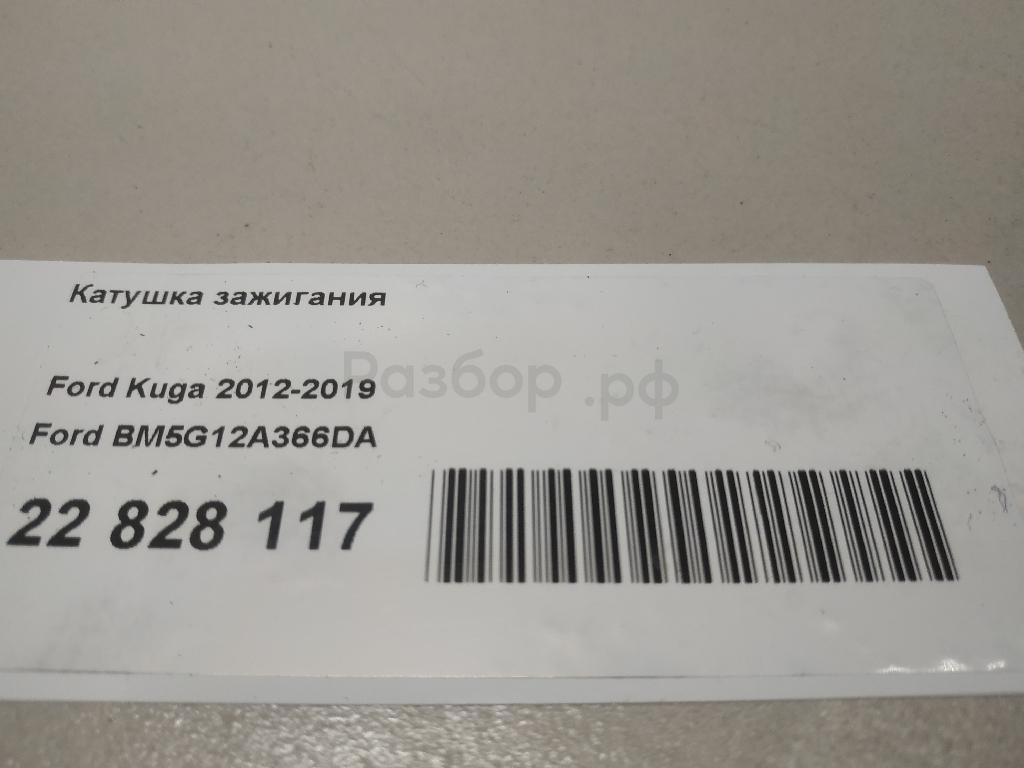 Катушка зажигания
Разбор.рф
Ford Kuga 2012-2019
Ford BM5G12A366DA
22 828 117